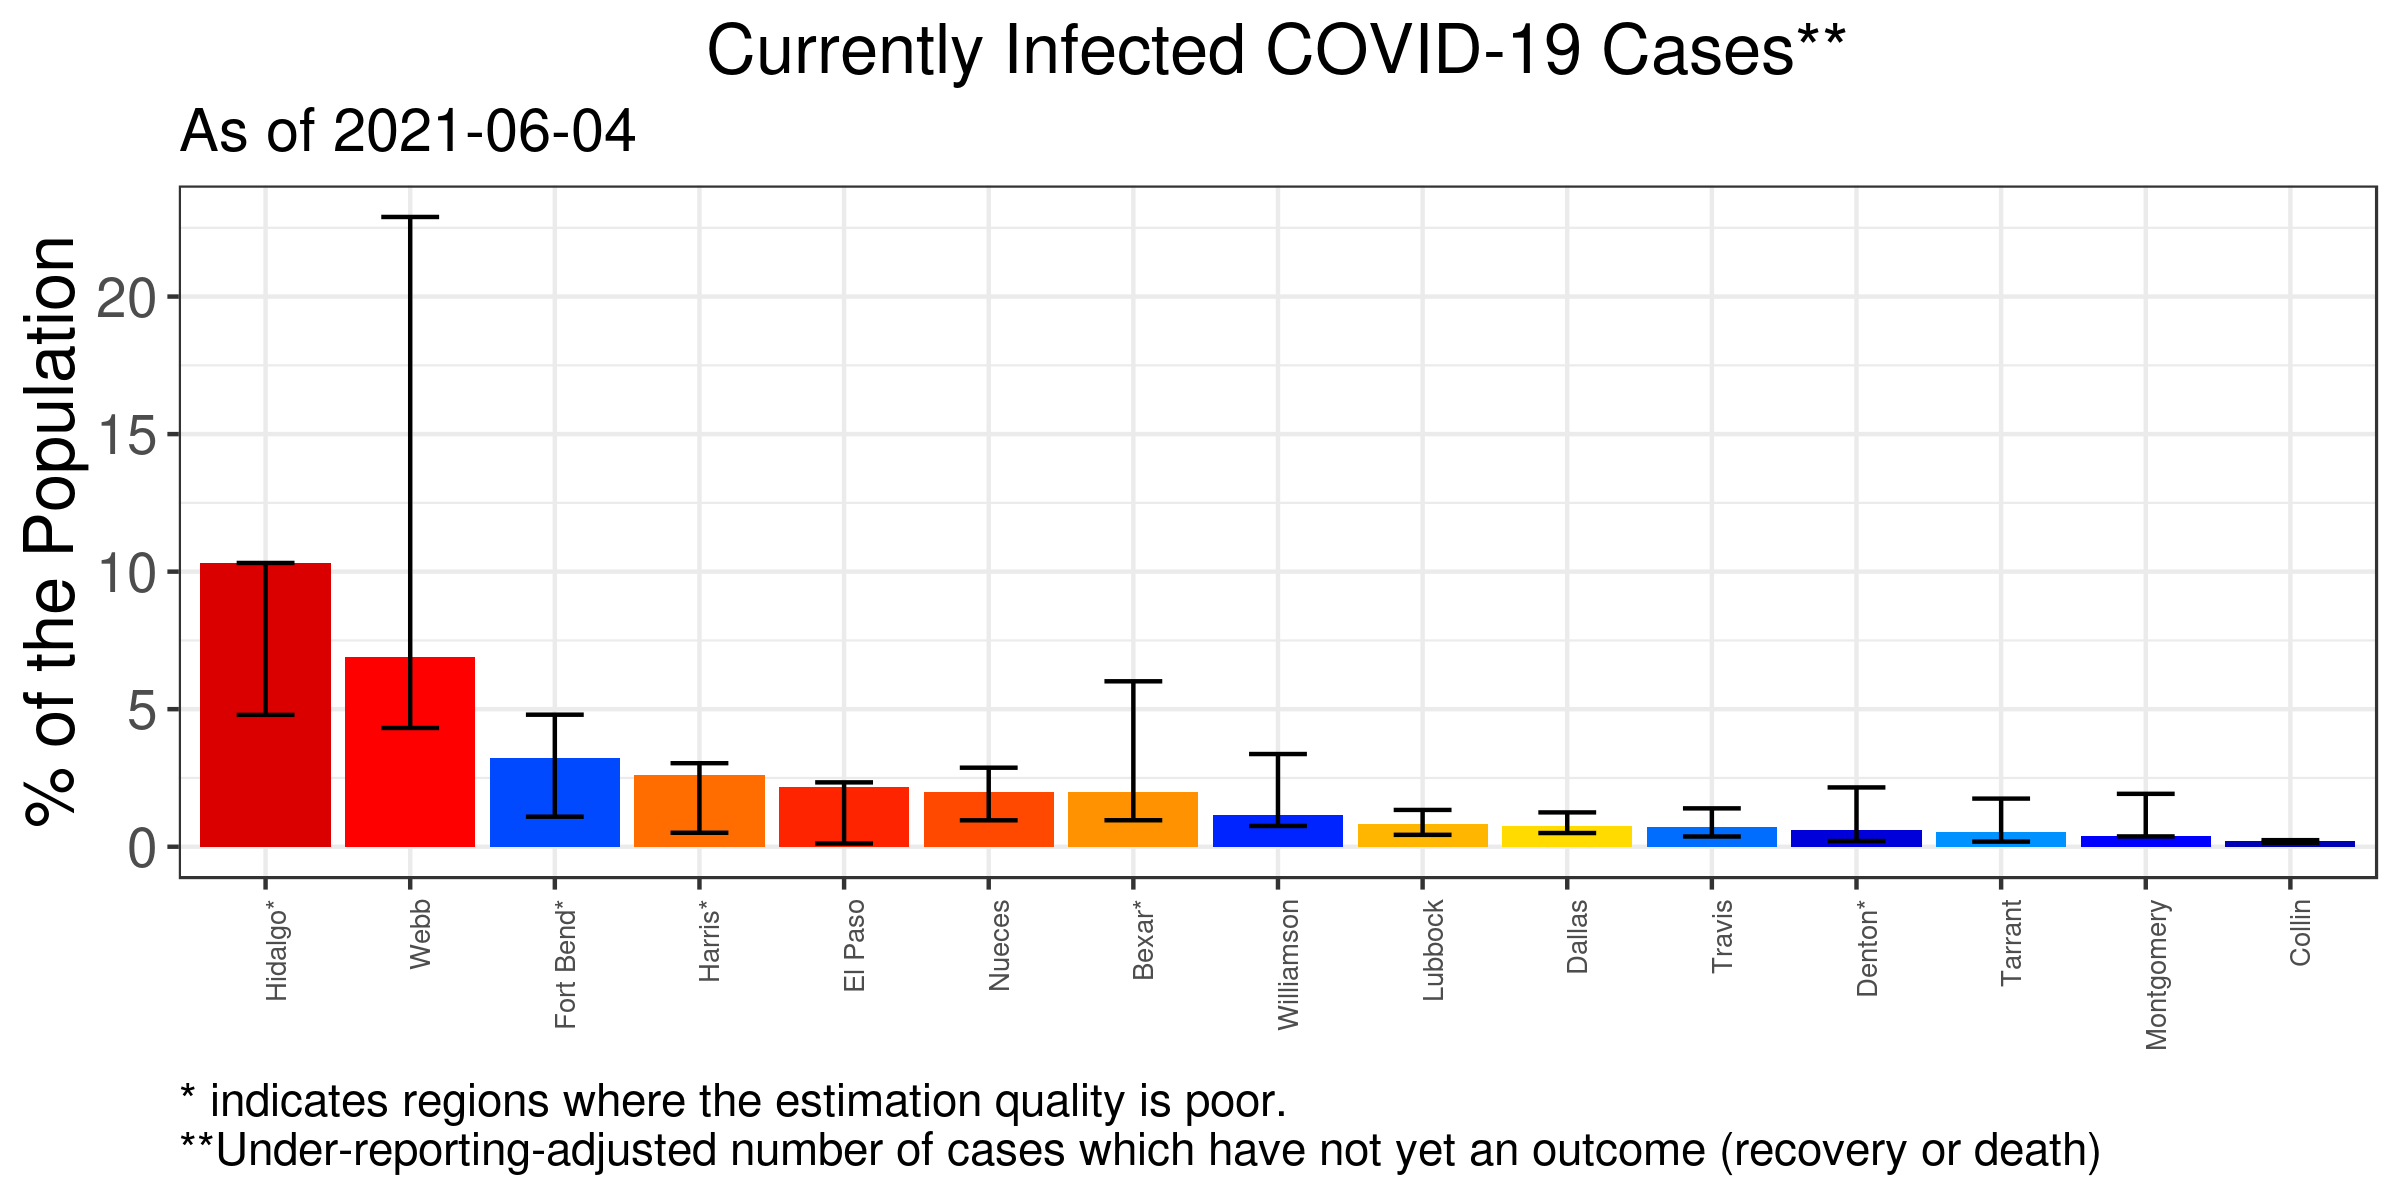 Currently Infected COVID-19 Cases**
As of 2021-06-04
% of the Population
20
15
10
5
0
Hidalgo*
Webb
Fort Bend*
Harris*
El Paso
Nueces
Bexar*
Williamson
Lubbock
Dallas
Travis
Denton*
Tarrant
Montgomery
Collin
* indicates regions where the estimation quality is poor.
**Under-reporting-adjusted number of cases which have not yet an outcome (recovery or death)